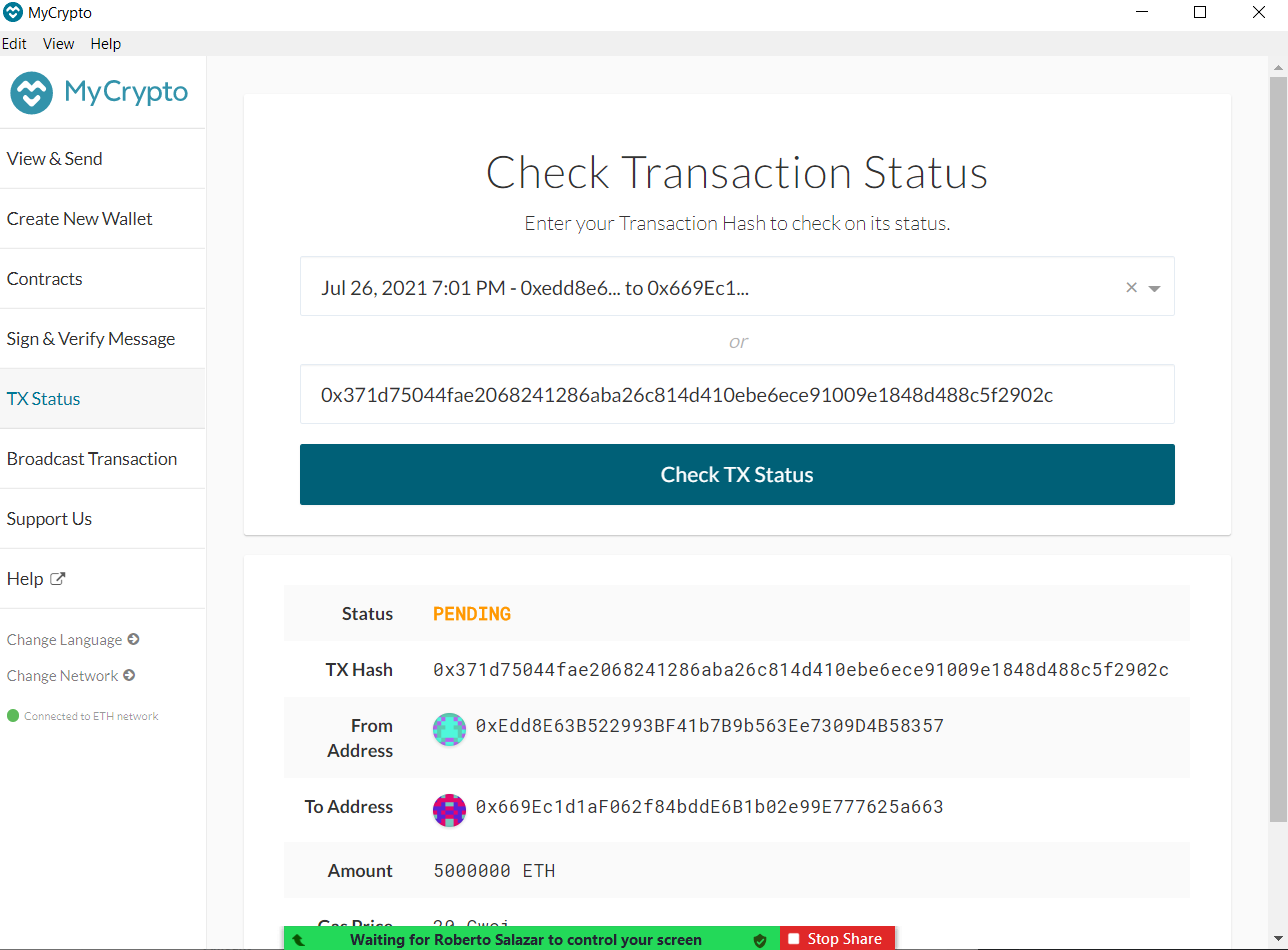 MyCrypto
Edit View Help
MyCrypto
View & Send
Create New Wallet
Contracts
Sign & Verify Message
TX Status
Broadcast Transaction
Support Us
Help
Change Language
Change Network
Connected to ETH network
Check Transaction Status
Enter your Transaction Hash to check on its status.
Jul 26, 2021 7:01 PM - 0xedd8e6... to 0x669Ec1...
or
0x371d75044fae2068241286aba26c814d410ebe6ece91009e1848d488c5f2902c
Check TX Status
Status PENDING
TX Hash 0x371d75044fae2068241286aba26c814d410ebe6ece91009e1848d488c5f2902c
From Address 0xEdd8E63B522993BF41b7B9b563Ee7309D4B58357
To Address 0x669Ec1d1aF062f84bddE6B1b02e99E777625a663
Amount 5000000 ETH
Gas Price 20 Gwei
Waiting for Roberto Salazar to control your screen Stop Share